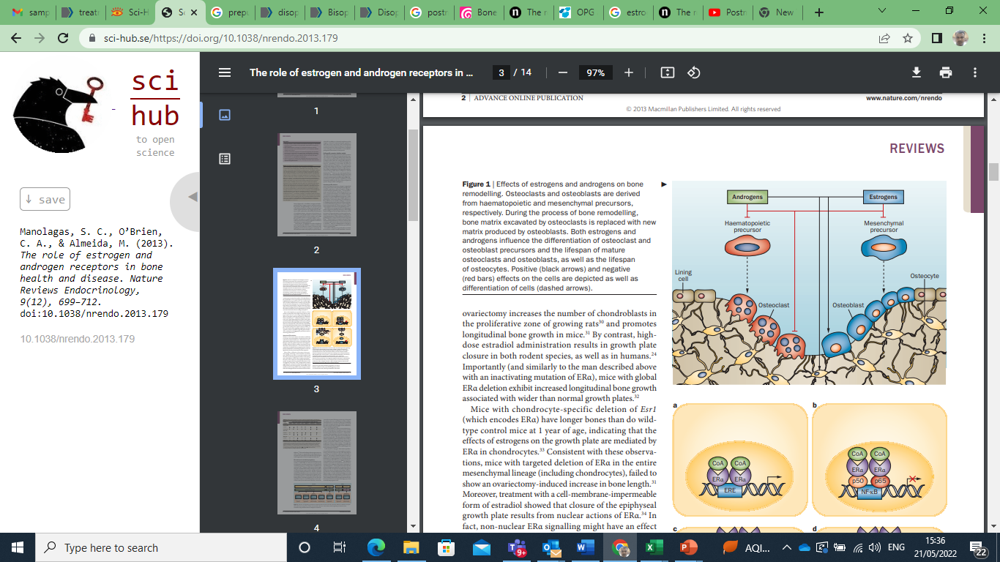 samp
treat
Sci-H
S
prep
disop
Bisop
Disop
postr
Bone
The r
OPG
estro
The r
Postn
New
sci-hub.se/https://doi.org/10.1038/nrendo.2013.179
sci
hub
to open
science
↓ save
Manolagas, S. C., O’Brien,
C. A., & Almeida, M. (2013).
The role of estrogen and
androgen receptors in bone
health and disease. Nature
Reviews Endocrinology,
9(12), 699–712.
doi:10.1038/nrendo.2013.179
10.1038/nrendo.2013.179
The role of estrogen and androgen receptors in ...
3 / 14
97%
1
2
3
4
2 | ADVANCE ONLINE PUBLICATION
www.nature.com/nrendo
© 2013 Macmillan Publishers Limited. All rights reserved
REVIEWS
Figure 1 | Effects of estrogens and androgens on bone
remodelling. Osteoclasts and osteoblasts are derived
from haematopoietic and mesenchymal precursors,
respectively. During the process of bone remodelling,
bone matrix excavated by osteoclasts is replaced with new
matrix produced by osteoblasts. Both estrogens and
androgens influence the differentiation of osteoclast and
osteoblast precursors and the lifespan of mature
osteoclasts and osteoblasts, as well as the lifespan
of osteocytes. Positive (black arrows) and negative
(red bars) effects on the cells are depicted as well as
differentiation of cells (dashed arrows).
ovariectomy increases the number of chondroblasts in
the proliferative zone of growing rats30 and promotes
longitudinal bone growth in mice.31 By contrast, high-
dose estradiol administration results in growth plate
closure in both rodent species, as well as in humans.24
Importantly (and similarly to the man described above
with an inactivating mutation of ERα), mice with global
ERα deletion exhibit increased longitudinal bone growth
associated with wider than normal growth plates.32
Mice with chondrocyte-specific deletion of Esr1
(which encodes ERα) have longer bones than do wild-
type control mice at 1 year of age, indicating that the
effects of estrogens on the growth plate are mediated by
ERα in chondrocytes.33 Consistent with these observa-
tions, mice with targeted deletion of ERα in the entire
mesenchymal lineage (including chondrocytes), failed to
show an ovariectomy-induced increase in bone length.31
Moreover, treatment with a cell-membrane-impermeable
form of estradiol showed that closure of the epiphyseal
growth plate results from nuclear actions of ERα.34 In
fact, non-nuclear ERα signalling might have an effect
Androgens
Estrogens
Haematopoietic
precursor
Mesenchymal
precursor
Lining
cell
Osteocyte
Osteoclast
Osteoblast
a
CoA CoA
ERα ERα
ERE
b
CoA CoA
ERα ERα
p50 p65
NF-κB
c
d
Type here to search
9+
AQI...
ENG
15:36
21/05/2022
22